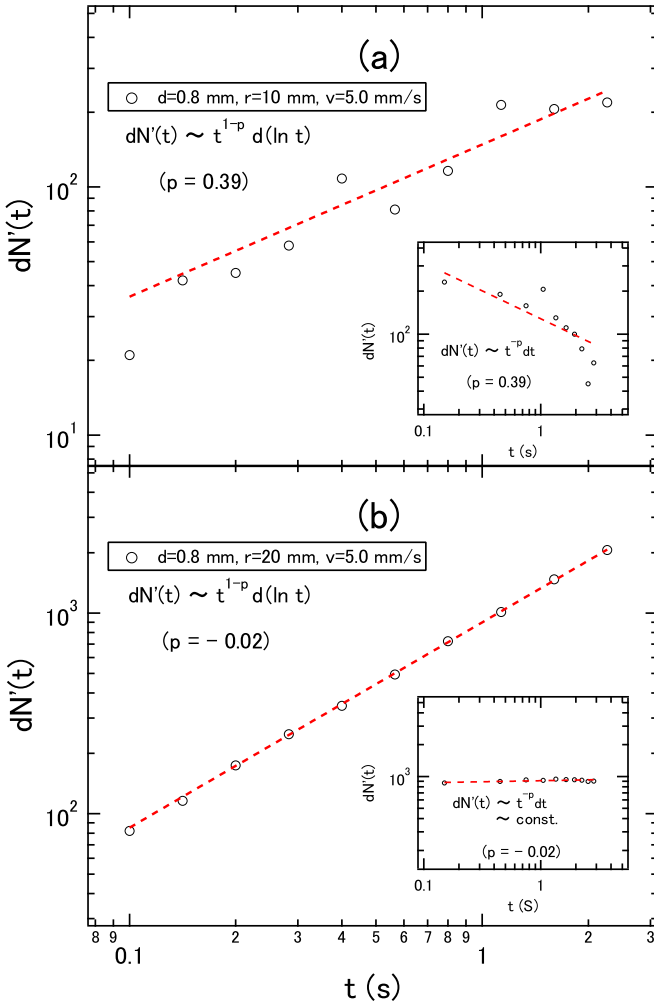 (a)
d=0.8 mm, r=10 mm, v=5.0 mm/s
dN'(t) ～ t^{1-p} d(ln t)
(p = 0.39)
dN'(t)
10^2
10^1
dN'(t)
10^2
dN'(t) ～ t^{-p}dt
(p = 0.39)
0.1
1
t (s)
(b)
d=0.8 mm, r=20 mm, v=5.0 mm/s
dN'(t) ～ t^{1-p} d(ln t)
(p = − 0.02)
dN'(t)
10^3
10^2
dN'(t)
10^3
dN'(t) ～ t^{-p}dt
～ const.
(p = − 0.02)
0.1
1
t (S)
8 9 2 3 4 5 6 7 8 9 2 3
0.1 1
t (s)